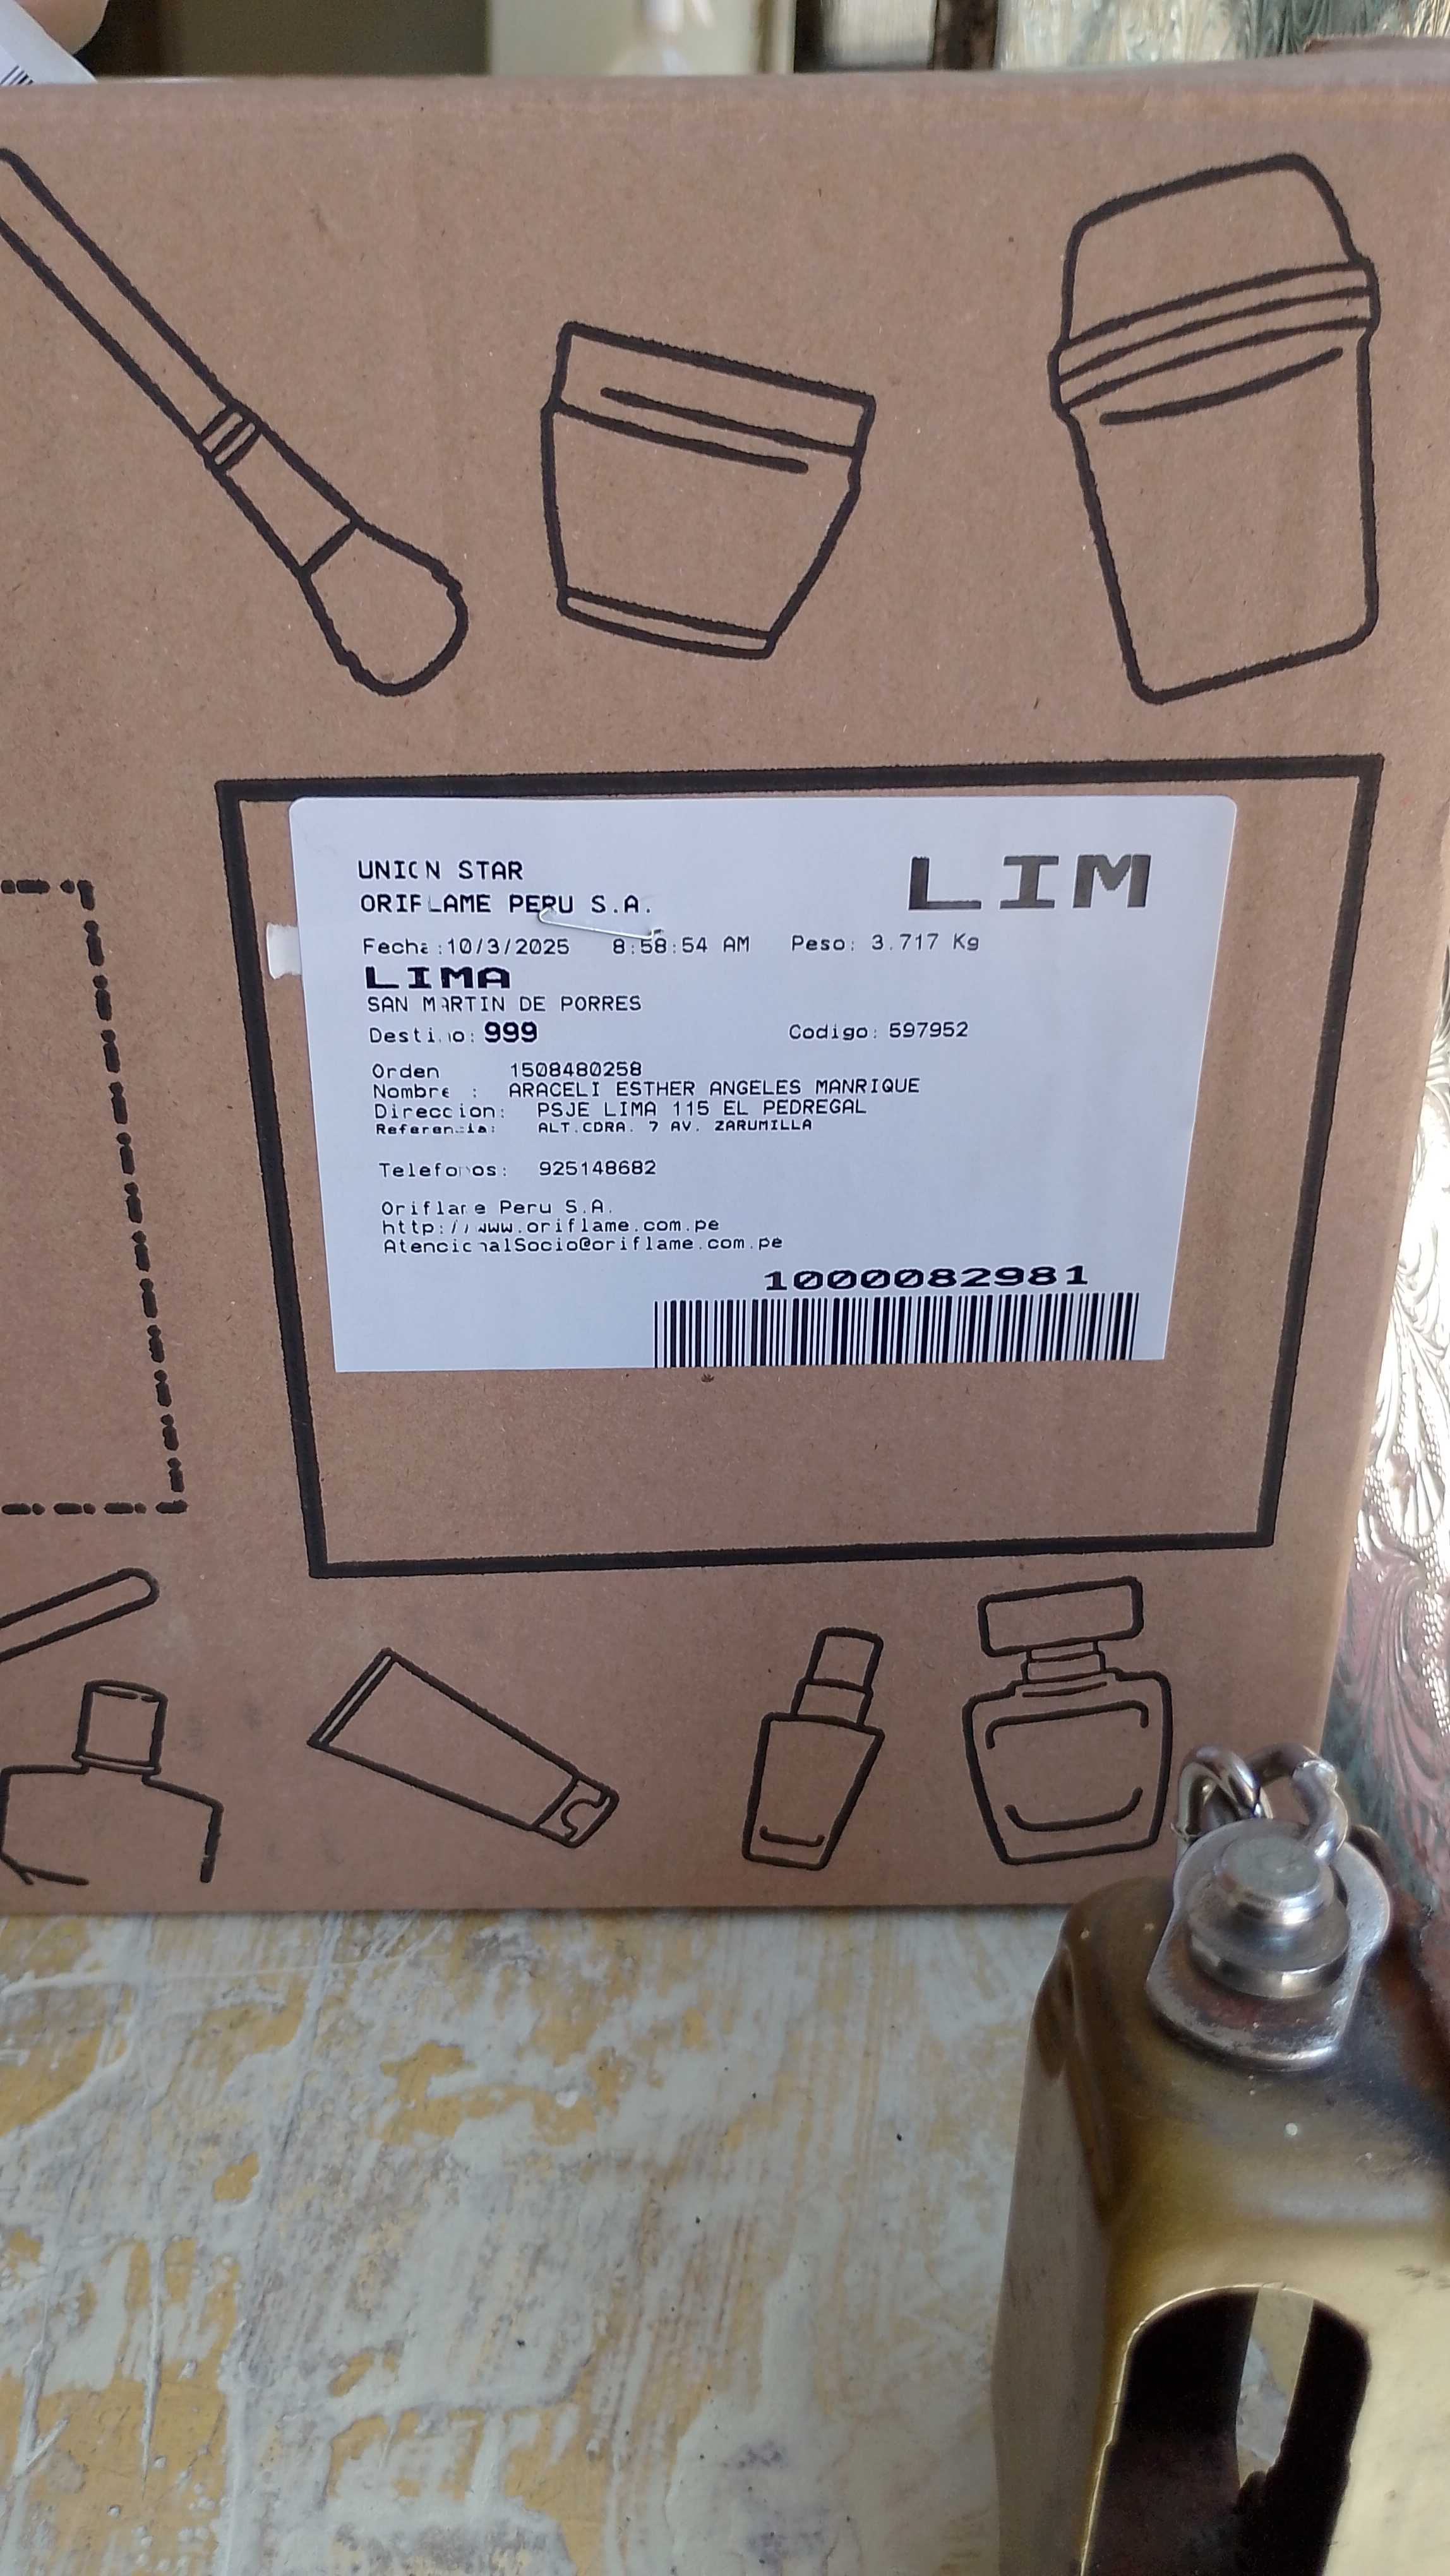 UNION STAR
LIM
ORIFLAME PERU S.A.
Fecha :10/3/2025 8:58:54 AM Peso: 3.717 Kg
LIMA
SAN MARTIN DE PORRES
Destino: 999 Codigo: 597952
Orden 1508480258
Nombre : ARACELI ESTHER ANGELES MANRIQUE
Direccion: PSJE LIMA 115 EL PEDREGAL
Referencia: ALT.CDRA. 7 AV. ZARUMILLA
Telefonos: 925148682
Oriflame Peru S.A.
http://www.oriflame.com.pe
AtencionalSocio@oriflame.com.pe
1000082981